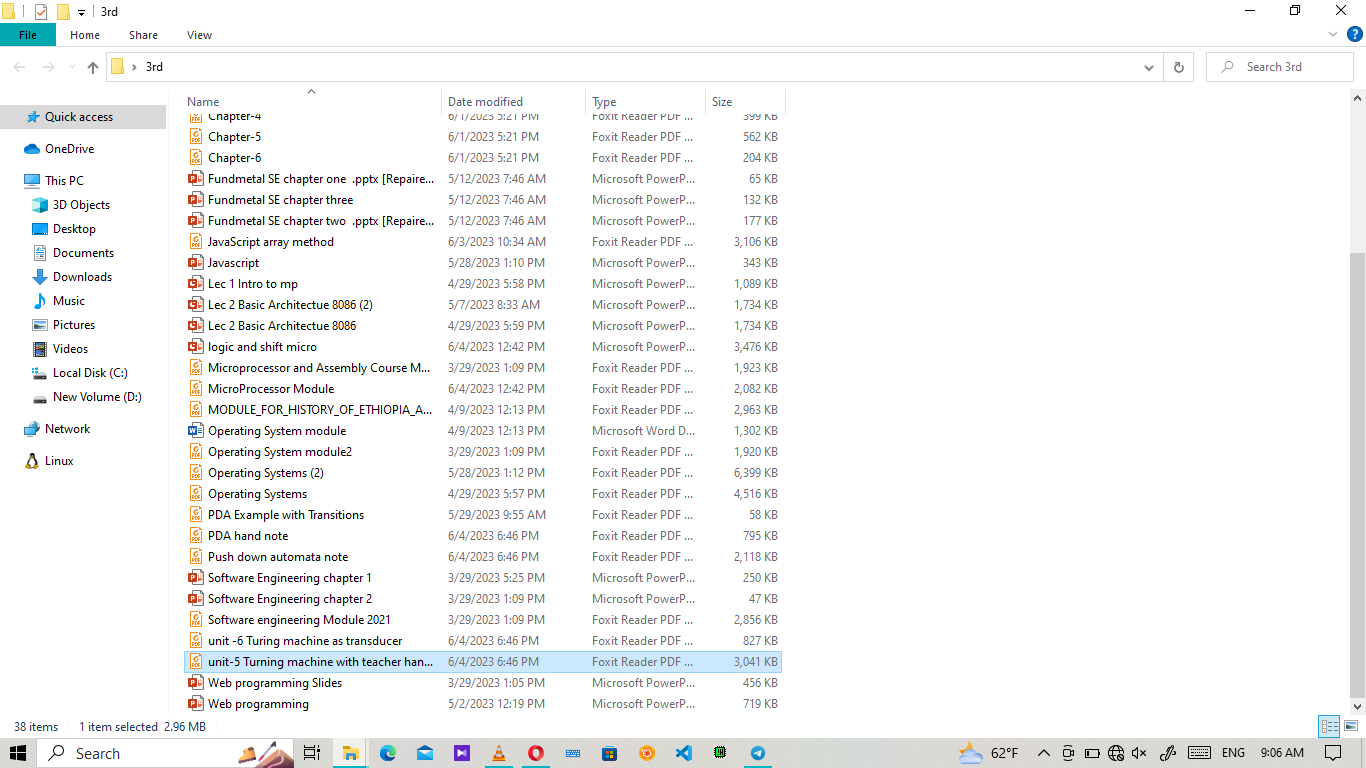 3rd
File Home Share View
3rd Search 3rd
Name Date modified Type Size
Quick access
OneDrive
This PC
3D Objects
Desktop
Documents
Downloads
Music
Pictures
Videos
Local Disk (C:)
New Volume (D:)
Network
Linux
Chapter-4 6/1/2023 5:21 PM Foxit Reader PDF ... 399 KB
Chapter-5 6/1/2023 5:21 PM Foxit Reader PDF ... 562 KB
Chapter-6 6/1/2023 5:21 PM Foxit Reader PDF ... 204 KB
Fundmetal SE chapter one .pptx [Repaire... 5/12/2023 7:46 AM Microsoft PowerP... 65 KB
Fundmetal SE chapter three 5/12/2023 7:46 AM Microsoft PowerP... 132 KB
Fundmetal SE chapter two .pptx [Repaire... 5/12/2023 7:46 AM Microsoft PowerP... 177 KB
JavaScript array method 6/3/2023 10:34 AM Foxit Reader PDF ... 3,106 KB
Javascript 5/28/2023 1:10 PM Microsoft PowerP... 343 KB
Lec 1 Intro to mp 4/29/2023 5:58 PM Microsoft PowerP... 1,089 KB
Lec 2 Basic Architectue 8086 (2) 5/7/2023 8:33 AM Microsoft PowerP... 1,734 KB
Lec 2 Basic Architectue 8086 4/29/2023 5:59 PM Microsoft PowerP... 1,734 KB
logic and shift micro 6/4/2023 12:42 PM Microsoft PowerP... 3,476 KB
Microprocessor and Assembly Course M... 3/29/2023 1:09 PM Foxit Reader PDF ... 1,923 KB
MicroProcessor Module 6/4/2023 12:42 PM Foxit Reader PDF ... 2,082 KB
MODULE_FOR_HISTORY_OF_ETHIOPIA_A... 4/9/2023 12:13 PM Foxit Reader PDF ... 2,963 KB
Operating System module 4/9/2023 12:13 PM Microsoft Word D... 1,302 KB
Operating System module2 3/29/2023 1:09 PM Foxit Reader PDF ... 1,920 KB
Operating Systems (2) 5/28/2023 1:12 PM Foxit Reader PDF ... 6,399 KB
Operating Systems 4/29/2023 5:57 PM Foxit Reader PDF ... 4,516 KB
PDA Example with Transitions 5/29/2023 9:55 AM Foxit Reader PDF ... 58 KB
PDA hand note 6/4/2023 6:46 PM Foxit Reader PDF ... 795 KB
Push down automata note 6/4/2023 6:46 PM Foxit Reader PDF ... 2,118 KB
Software Engineering chapter 1 3/29/2023 5:25 PM Microsoft PowerP... 250 KB
Software Engineering chapter 2 3/29/2023 1:09 PM Microsoft PowerP... 47 KB
Software engineering Module 2021 3/29/2023 1:09 PM Foxit Reader PDF ... 2,856 KB
unit -6 Turing machine as transducer 6/4/2023 6:46 PM Foxit Reader PDF ... 827 KB
unit-5 Turning machine with teacher han... 6/4/2023 6:46 PM Foxit Reader PDF ... 3,041 KB
Web programming Slides 3/29/2023 1:05 PM Microsoft PowerP... 456 KB
Web programming 5/2/2023 12:19 PM Microsoft PowerP... 719 KB
38 items 1 item selected 2.96 MB
Search 62°F ENG 9:06 AM